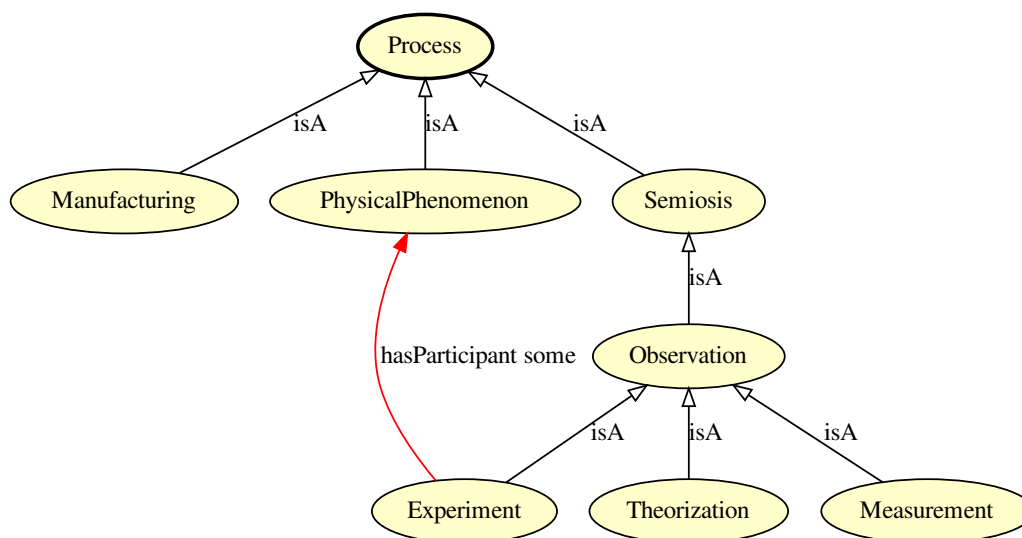 Process
isA
isA
isA
Manufacturing
PhysicalPhenomenon
Semiosis
isA
hasParticipant some
Observation
isA
isA
isA
Experiment
Theorization
Measurement